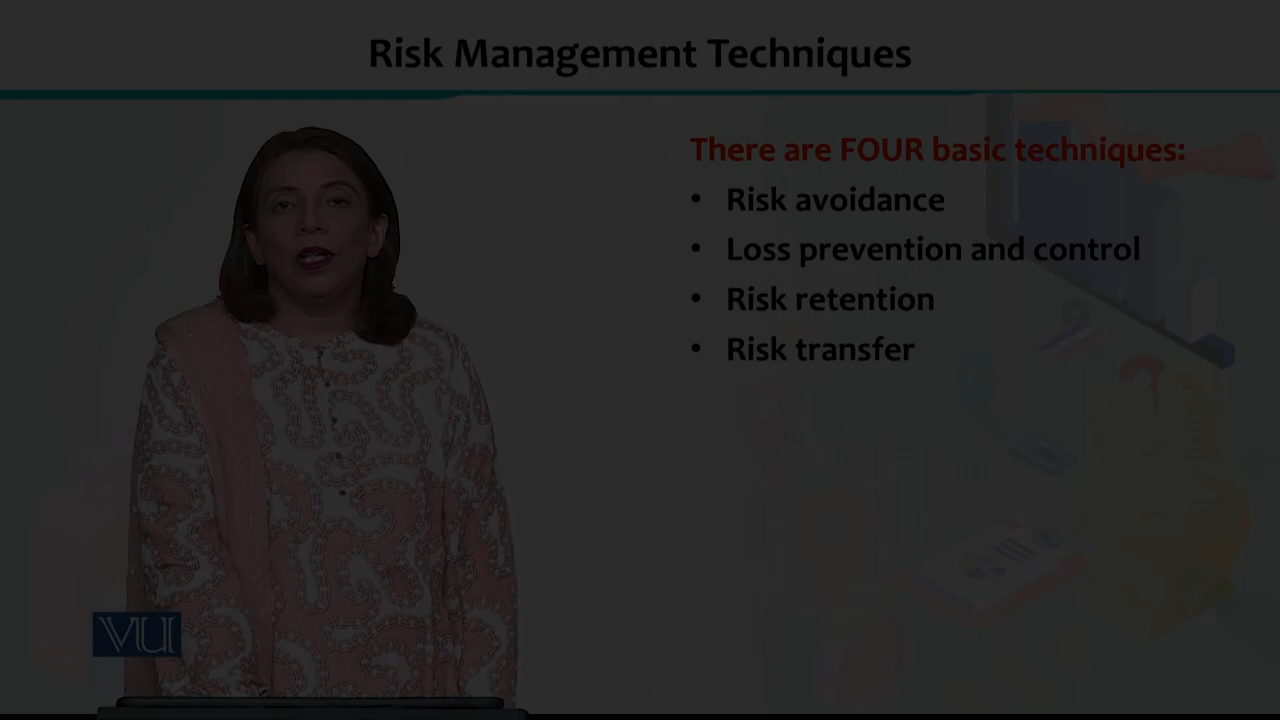 Risk Management Techniques
There are FOUR basic techniques:
• Risk avoidance
• Loss prevention and control
• Risk retention
• Risk transfer
VU